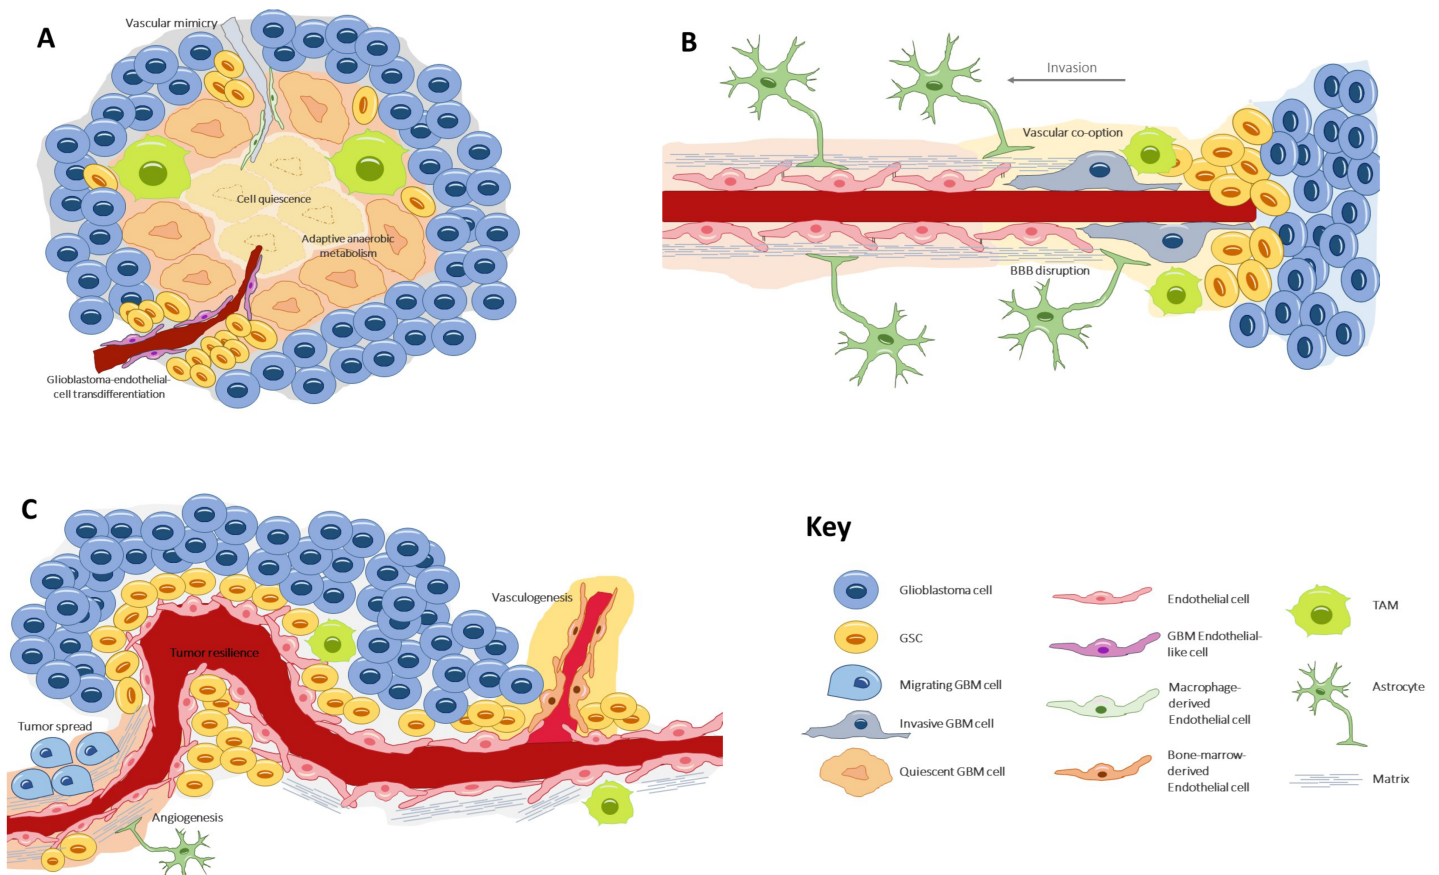 A
Vascular mimicry
Cell quiescence
Adaptive anaerobic
metabolism
Glioblastoma-endothelial-
cell transdifferentiation
B
Invasion
Vascular co-option
BBB disruption
C
Vasculogenesis
Tumor resilience
Tumor spread
Angiogenesis
Key
Glioblastoma cell
GSC
Migrating GBM cell
Invasive GBM cell
Quiescent GBM cell
Endothelial cell
GBM Endothelial-
like cell
Macrophage-
derived
Endothelial cell
Bone-marrow-
derived
Endothelial cell
TAM
Astrocyte
Matrix